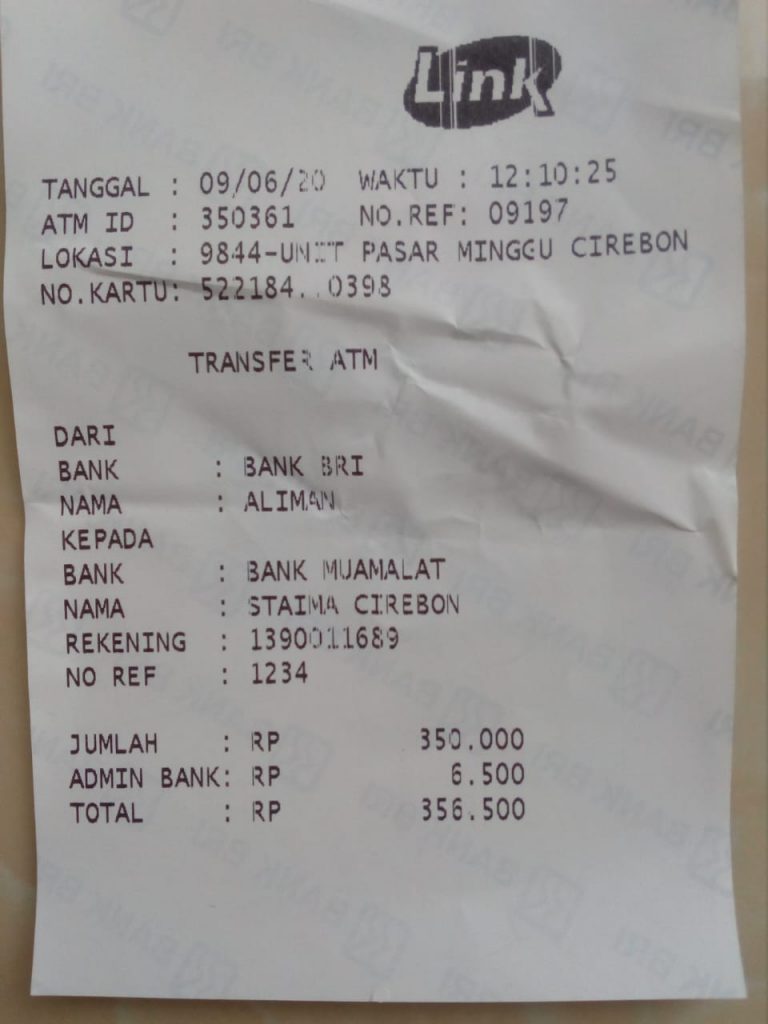 Link
TANGGAL : 09/06/20 WAKTU : 12:10:25
ATM ID : 350361 NO.REF: 09197
LOKASI : 9844-UNIT PASAR MINGGU CIREBON
NO.KARTU: 522184..0398
TRANSFER ATM
DARI
BANK : BANK BRI
NAMA : ALIMAN
KEPADA
BANK : BANK MUAMALAT
NAMA : STAIMA CIREBON
REKENING : 1390011689
NO REF : 1234
JUMLAH : RP 350.000
ADMIN BANK: RP 6.500
TOTAL : RP 356.500